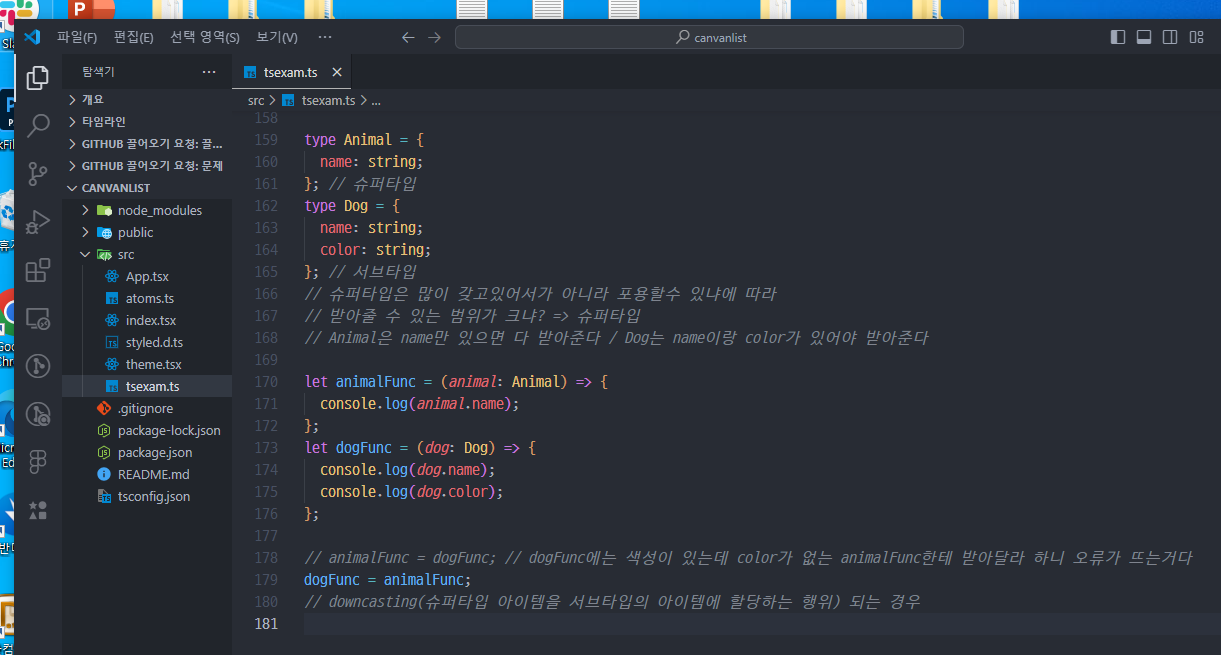 파일(F) 편집(E) 선택 영역(S) 보기(V) ··· canvanlist
탐색기 ··· tsexam.ts
src > tsexam.ts > ...
개요
타임라인
GITHUB 끌어오기 요청: 끌...
GITHUB 끌어오기 요청: 문제
CANVANLIST
node_modules
public
src
App.tsx
atoms.ts
index.tsx
styled.d.ts
theme.tsx
tsexam.ts
.gitignore
package-lock.json
package.json
README.md
tsconfig.json
158
159 type Animal = {
160 name: string;
161 }; // 슈퍼타입
162 type Dog = {
163 name: string;
164 color: string;
165 }; // 서브타입
166 // 슈퍼타입은 많이 갖고있어서가 아니라 포용할수 있냐에 따라
167 // 받아줄 수 있는 범위가 크냐? => 슈퍼타입
168 // Animal은 name만 있으면 다 받아준다 / Dog는 name이랑 color가 있어야 받아준다
169
170 let animalFunc = (animal: Animal) => {
171 console.log(animal.name);
172 };
173 let dogFunc = (dog: Dog) => {
174 console.log(dog.name);
175 console.log(dog.color);
176 };
177
178 // animalFunc = dogFunc; // dogFunc에는 색성이 있는데 color가 없는 animalFunc한테 받아달라 하니 오류가 뜨는거다
179 dogFunc = animalFunc;
180 // downcasting(슈퍼타입 아이템을 서브타입의 아이템에 할당하는 행위) 되는 경우
181